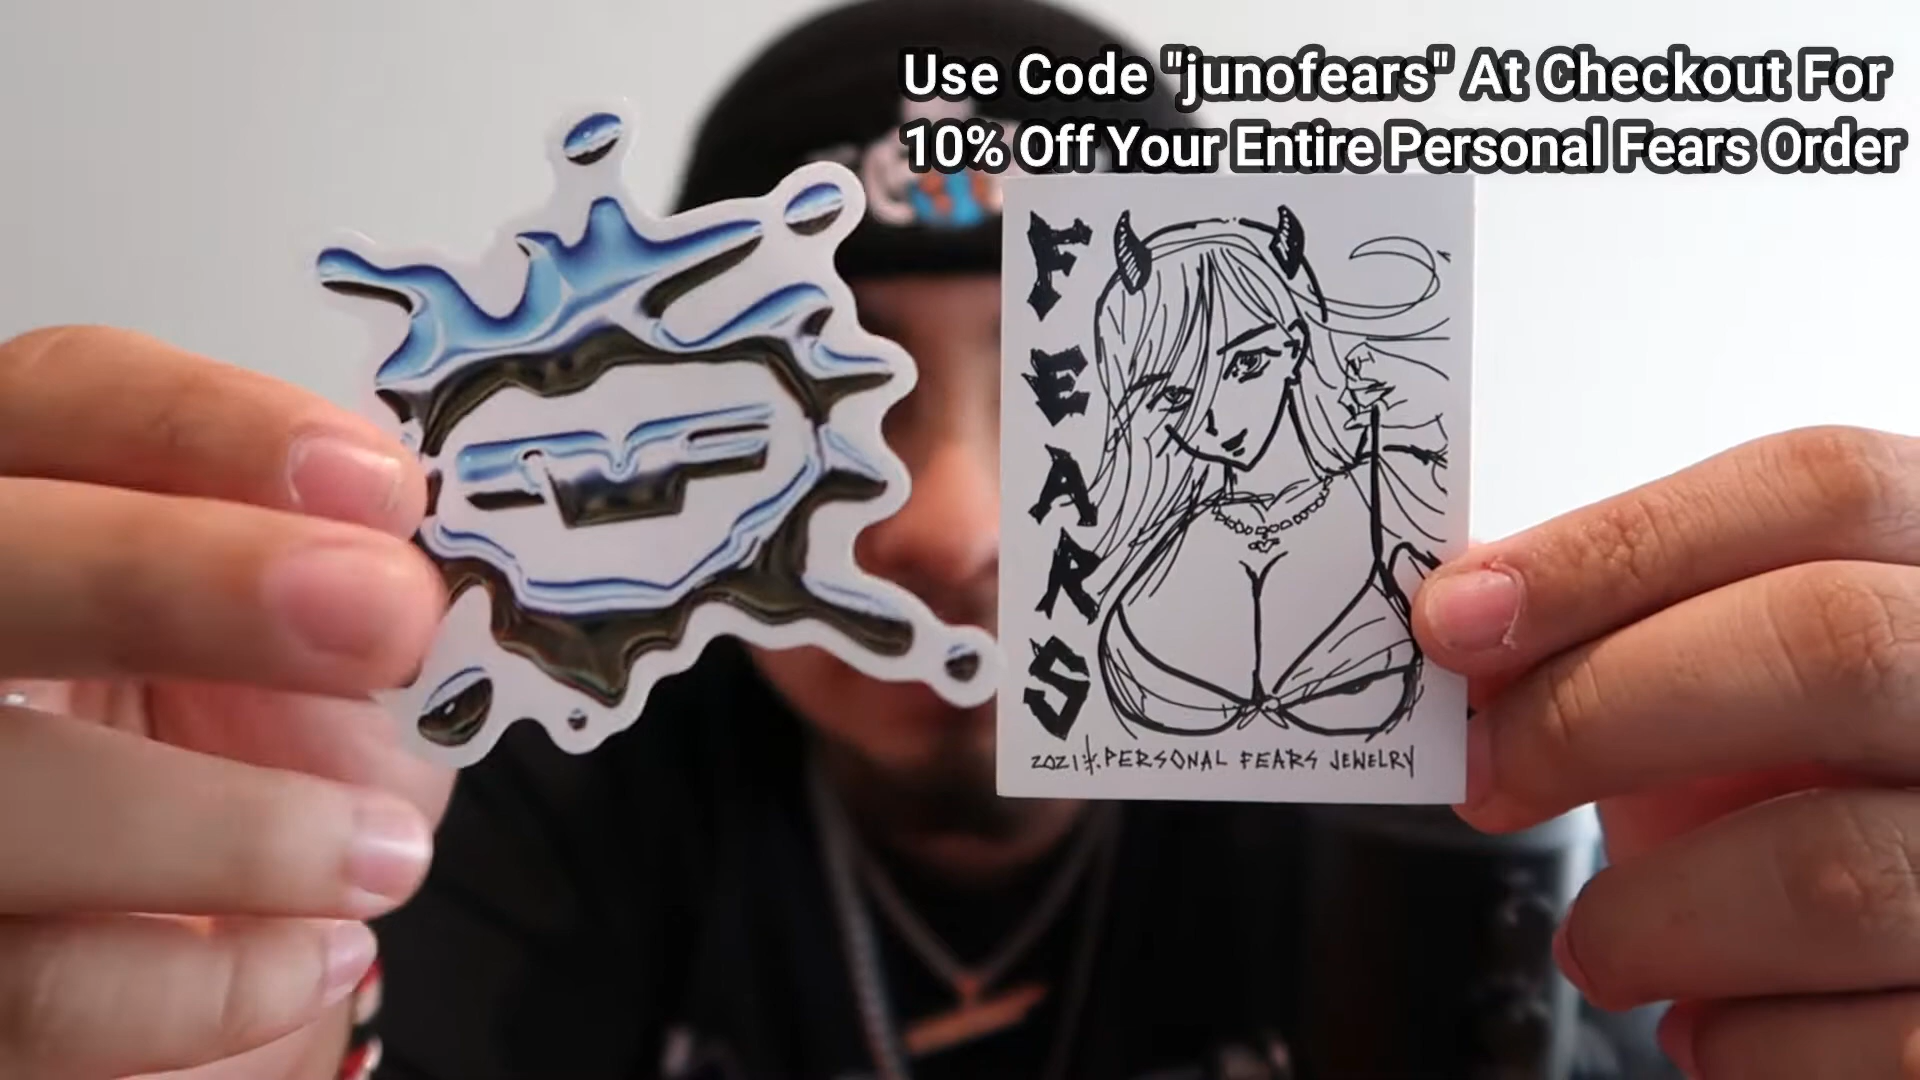 Use Code "junofears" At Checkout For
10% Off Your Entire Personal Fears Order
FEARS
2021 PERSONAL FEARS JEWELRY